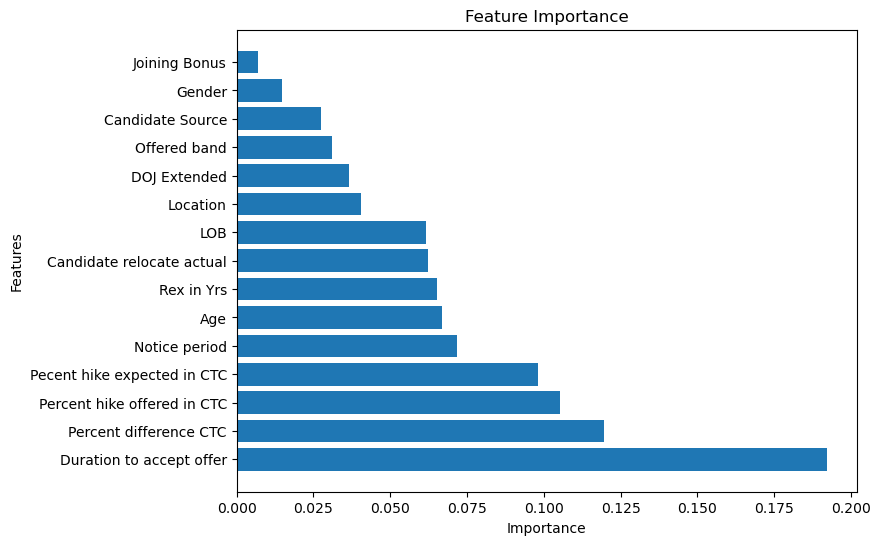 Feature Importance
Features
Joining Bonus
Gender
Candidate Source
Offered band
DOJ Extended
Location
LOB
Candidate relocate actual
Rex in Yrs
Age
Notice period
Pecent hike expected in CTC
Percent hike offered in CTC
Percent difference CTC
Duration to accept offer
0.000 0.025 0.050 0.075 0.100 0.125 0.150 0.175 0.200
Importance